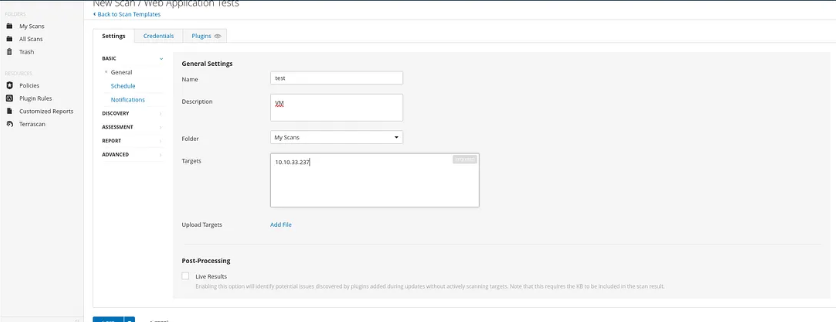 New Scan / Web Application Tests
Back to Scan Templates
FOLDERS
My Scans
All Scans
Trash
RESOURCES
Policies
Plugin Rules
Customized Reports
Terrascan
Settings
Credentials
Plugins
BASIC
General
Schedule
Notifications
DISCOVERY
ASSESSMENT
REPORT
ADVANCED
General Settings
Name
test
Description
Folder
My Scans
Targets
10.10.33.237
Upload Targets
Add File
Post-Processing
Live Results
Enabling this option will identify potential issues discovered by plugins added during updates without actively scanning targets. Note that this requires the KB to be included in the scan result.